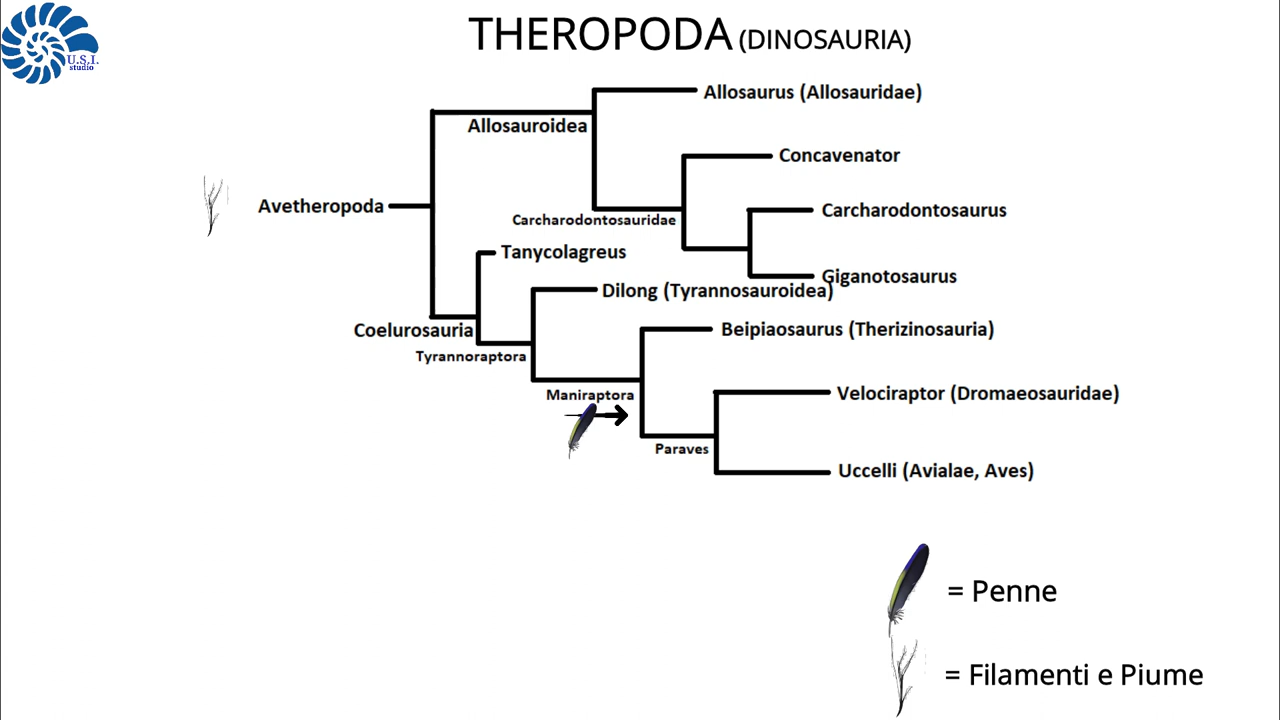 U.S.I.
studio
THEROPODA (DINOSAURIA)
Allosaurus (Allosauridae)
Allosauroidea
Concavenator
Avetheropoda
Carcharodontosauridae
Carcharodontosaurus
Tanycolagreus
Giganotosaurus
Dilong (Tyrannosauroidea)
Coelurosauria
Beipiaosaurus (Therizinosauria)
Tyrannoraptora
Maniraptora
Velociraptor (Dromaeosauridae)
Paraves
Uccelli (Avialae, Aves)
= Penne
= Filamenti e Piume